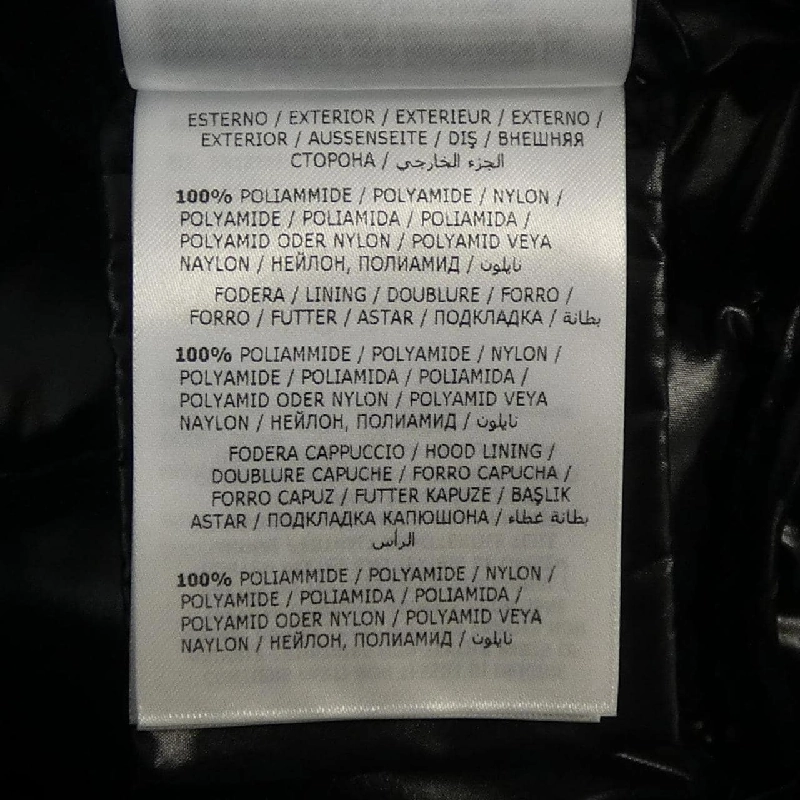 ESTERNO / EXTERIOR / EXTERIEUR / EXTERNO /
EXTERIOR / AUSSENSEITE / DIŞ / ВНЕШНЯЯ
СТОРОНА / الجزء الخارجي
100% POLIAMMIDE / POLYAMIDE / NYLON /
POLYAMIDE / POLIAMIDA / POLIAMIDA /
POLYAMID ODER NYLON / POLYAMID VEYA
NAYLON / НЕЙЛОН, ПОЛИАМИД / نايلون
FODERA / LINING / DOUBLURE / FORRO /
FORRO / FUTTER / ASTAR / ПОДКЛАДКА / بطانة
100% POLIAMMIDE / POLYAMIDE / NYLON /
POLYAMIDE / POLIAMIDA / POLIAMIDA /
POLYAMID ODER NYLON / POLYAMID VEYA
NAYLON / НЕЙЛОН, ПОЛИАМИД / نايلون
FODERA CAPPUCCIO / HOOD LINING /
DOUBLURE CAPUCHE / FORRO CAPUCHA /
FORRO CAPUZ / FUTTER KAPUZE / BAŞLIK
ASTAR / ПОДКЛАДКА КАПЮШОНА / بطانة غطاء
الرأس
100% POLIAMMIDE / POLYAMIDE / NYLON /
POLYAMIDE / POLIAMIDA / POLIAMIDA /
POLYAMID ODER NYLON / POLYAMID VEYA
NAYLON / НЕЙЛОН, ПОЛИАМИД / نايلون